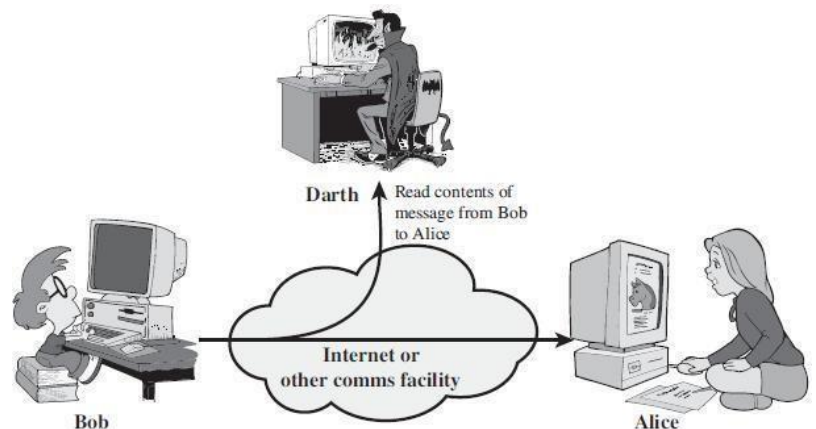 Darth
Read contents of
message from Bob
to Alice
Internet or
other comms facility
Bob
Alice